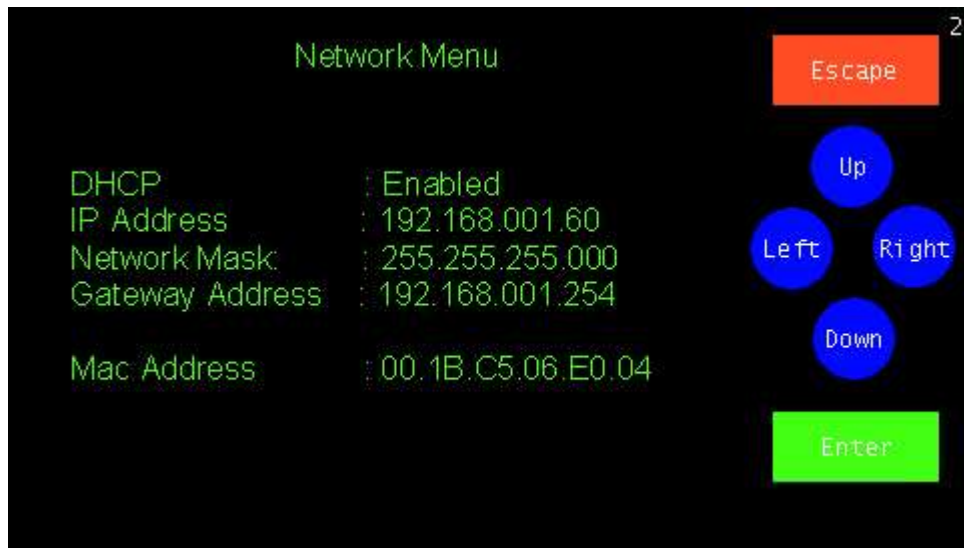 2
Network Menu
Escape
DHCP : Enabled
IP Address : 192.168.001.60
Network Mask: : 255.255.255.000
Gateway Address : 192.168.001.254
Mac Address : 00.1B.C5.06.E0.04
Up
Left
Right
Down
Enter